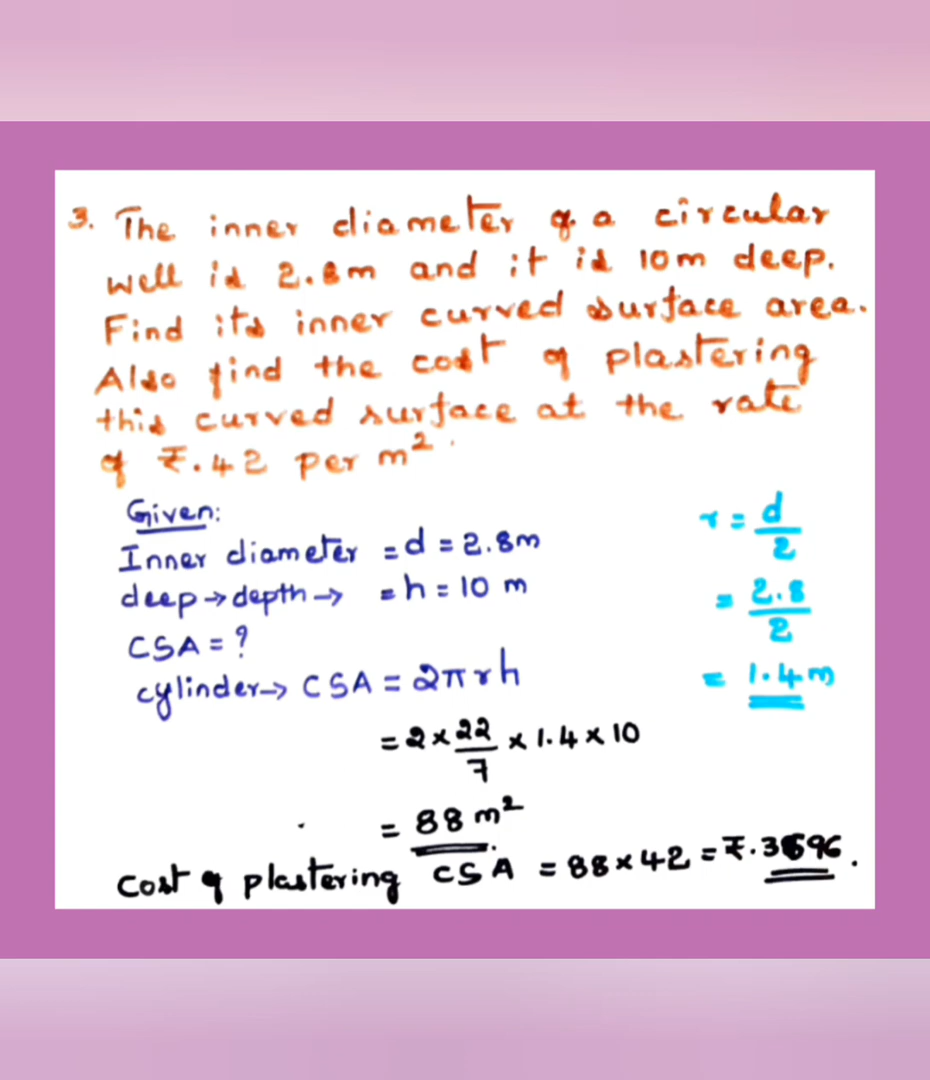 3. The inner diameter of a circular
well is 2.8m and it is 10m deep.
Find its inner curved surface area.
Also find the cost of plastering
this curved surface at the rate
of ₹.42 per m².
Given:
Inner diameter = d = 2.8m
deep → depth → = h = 10 m
CSA = ?
cylinder → CSA = 2πrh
r = d/2
= 2.8/2
= 1.4m
= 2 × 22/7 × 1.4 × 10
= 88 m².
Cost of plastering CSA = 88 × 42 = ₹.3696.